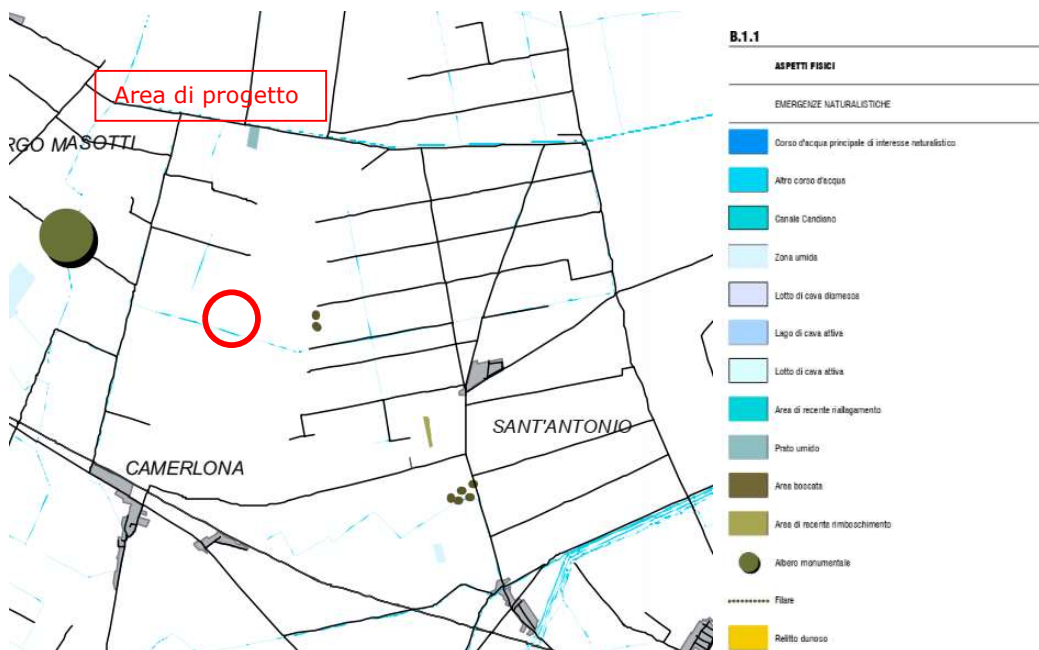 Area di progetto
RGO MASOTTI
SANT'ANTONIO
CAMERLONA
B.1.1
ASPETTI FISICI
EMERGENZE NATURALISTICHE
Corso d'acqua principale di interesse naturalistico
Altro corso d'acqua
Canale Candiano
Zona umida
Lotto di cava dismessa
Lago di cava attiva
Lotto di cava attiva
Area di recente riallagamento
Prato umido
Area boscata
Area di recente rimboschimento
Albero monumentale
Filare
Relitto dunoso